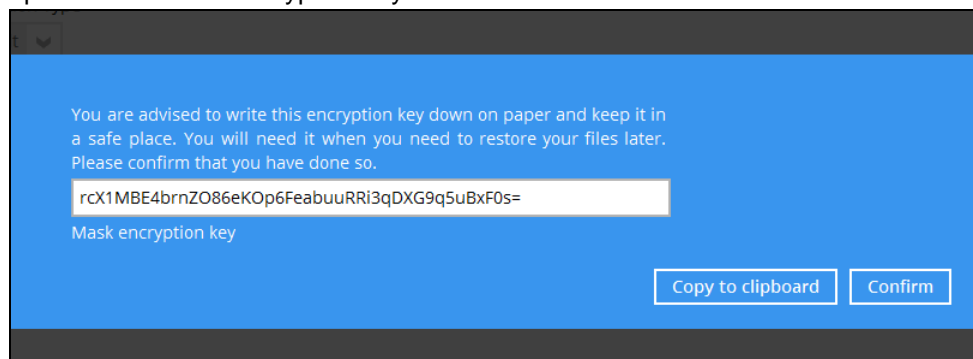 You are advised to write this encryption key down on paper and keep it in
a safe place. You will need it when you need to restore your files later.
Please confirm that you have done so.
rcX1MBE4brnZO86eKOp6FeabuuRRi3qDXG9q5uBxF0s=
Mask encryption key
Copy to clipboard Confirm